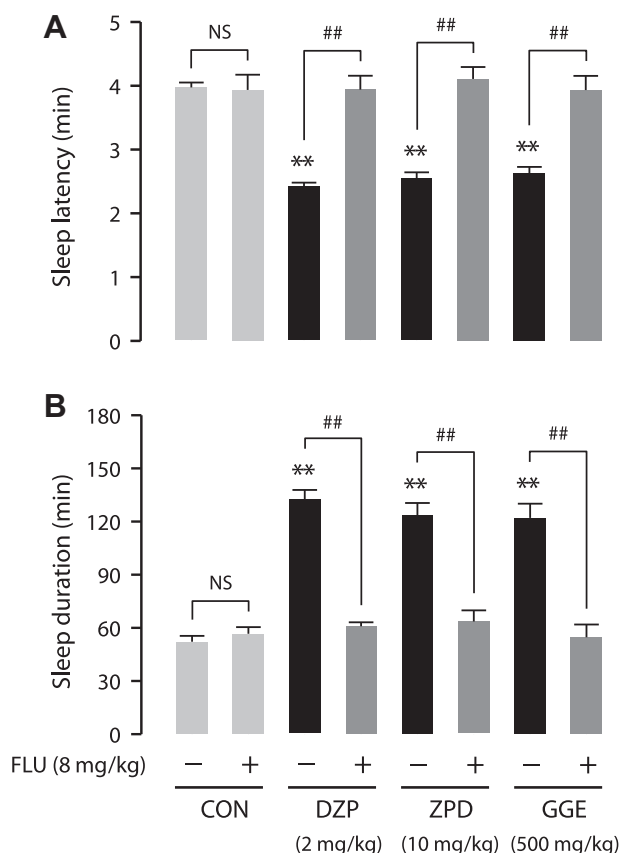 A
Sleep latency (min)
5
4
3
2
1
0
NS
##
##
##
**
**
**
B
Sleep duration (min)
180
150
120
90
60
30
0
NS
##
##
##
**
**
**
FLU (8 mg/kg) − + − + − + − +
CON DZP ZPD GGE
(2 mg/kg) (10 mg/kg) (500 mg/kg)